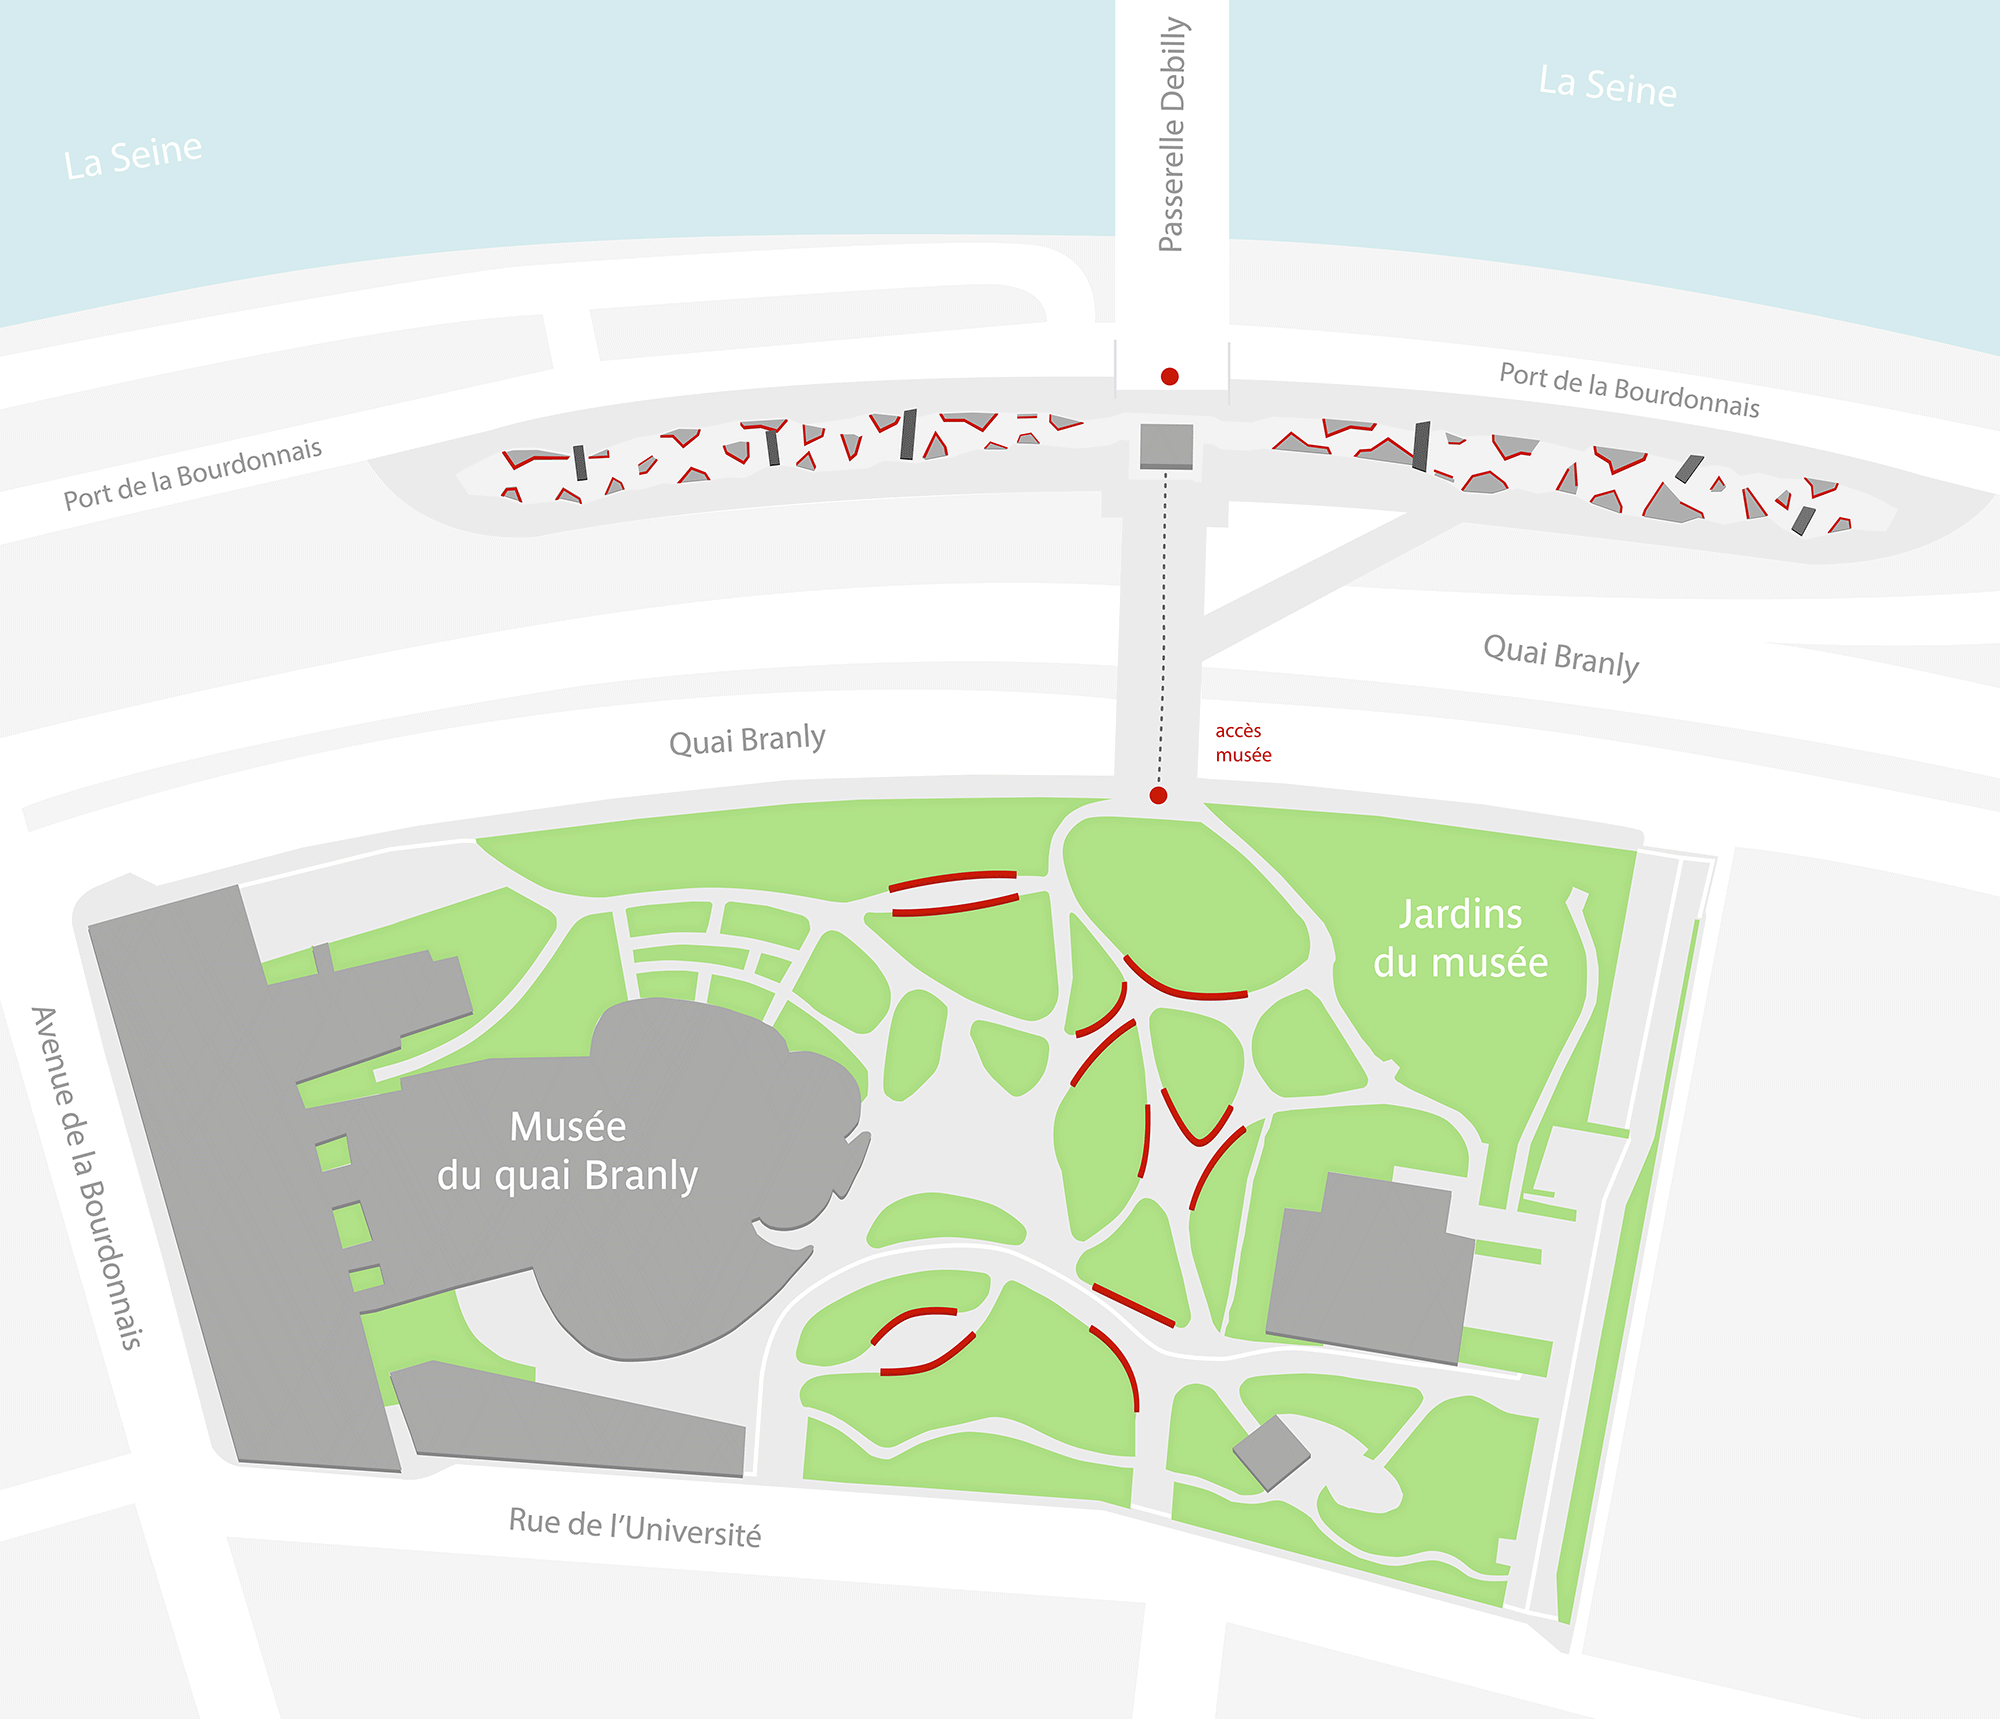 Passerelle Debilly
La Seine
La Seine
Port de la Bourdonnais
Port de la Bourdonnais
Quai Branly
Quai Branly
accès
musée
Jardins
du musée
Avenue de la Bourdonnais
Musée
du quai Branly
Rue de l’Université